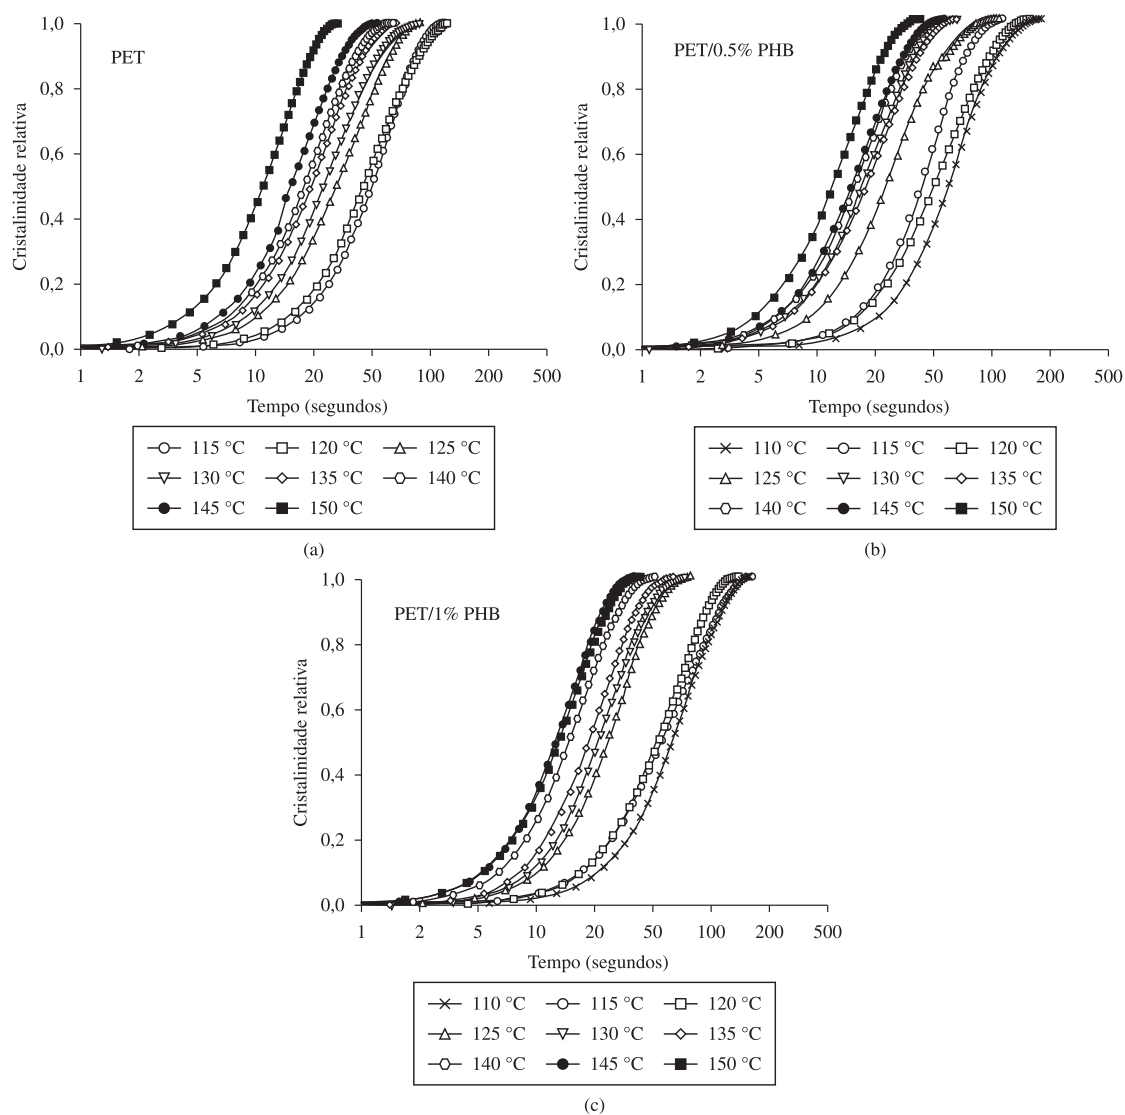 PET
Cristalinidade relativa
1,0
0,8
0,6
0,4
0,2
0,0
1 2 5 10 20 50 100 200 500
Tempo (segundos)
115 °C 120 °C 125 °C
130 °C 135 °C 140 °C
145 °C 150 °C
(a)
PET/0.5% PHB
Cristalinidade relativa
1,0
0,8
0,6
0,4
0,2
0,0
1 2 5 10 20 50 100 200 500
Tempo (segundos)
110 °C 115 °C 120 °C
125 °C 130 °C 135 °C
140 °C 145 °C 150 °C
(b)
PET/1% PHB
Cristalinidade relativa
1,0
0,8
0,6
0,4
0,2
0,0
1 2 5 10 20 50 100 200 500
Tempo (segundos)
110 °C 115 °C 120 °C
125 °C 130 °C 135 °C
140 °C 145 °C 150 °C
(c)